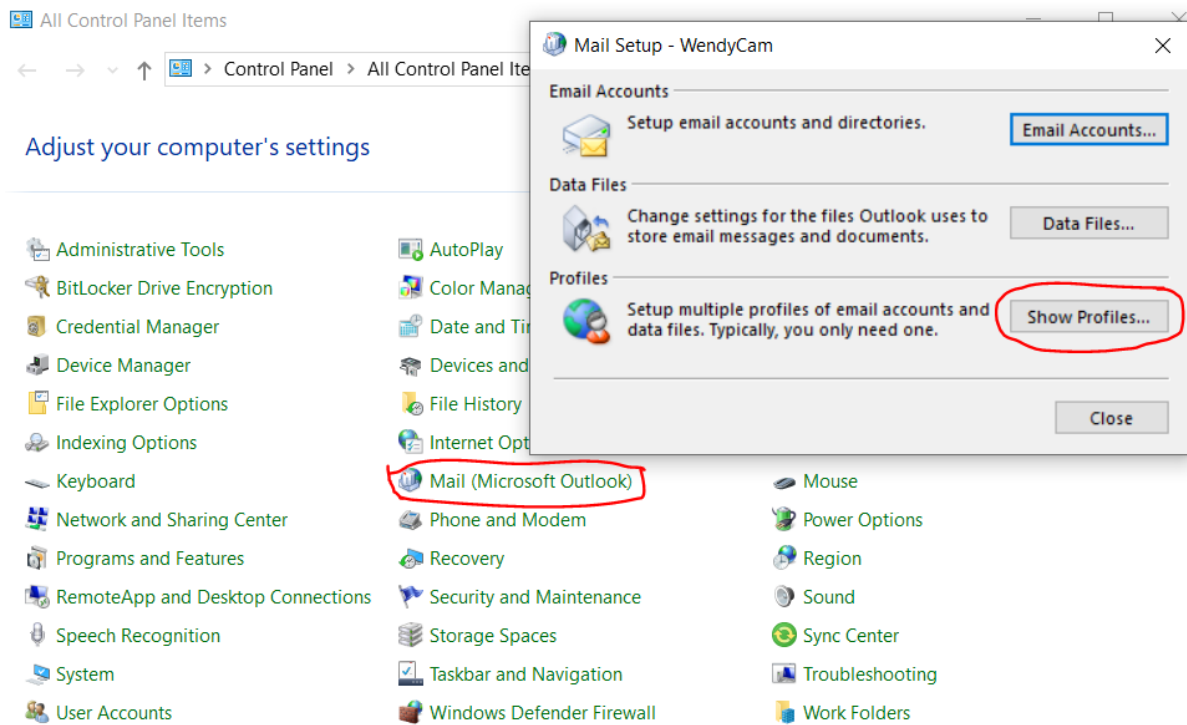 All Control Panel Items
Control Panel > All Control Panel Ite
Adjust your computer's settings
Administrative Tools
BitLocker Drive Encryption
Credential Manager
Device Manager
File Explorer Options
Indexing Options
Keyboard
Network and Sharing Center
Programs and Features
RemoteApp and Desktop Connections
Speech Recognition
System
User Accounts
AutoPlay
Color Manag
Date and Tir
Devices and
File History
Internet Opt
Mail (Microsoft Outlook)
Phone and Modem
Recovery
Security and Maintenance
Storage Spaces
Taskbar and Navigation
Windows Defender Firewall
Mouse
Power Options
Region
Sound
Sync Center
Troubleshooting
Work Folders
Mail Setup - WendyCam
Email Accounts
Setup email accounts and directories.
Email Accounts...
Data Files
Change settings for the files Outlook uses to
store email messages and documents.
Data Files...
Profiles
Setup multiple profiles of email accounts and
data files. Typically, you only need one.
Show Profiles...
Close